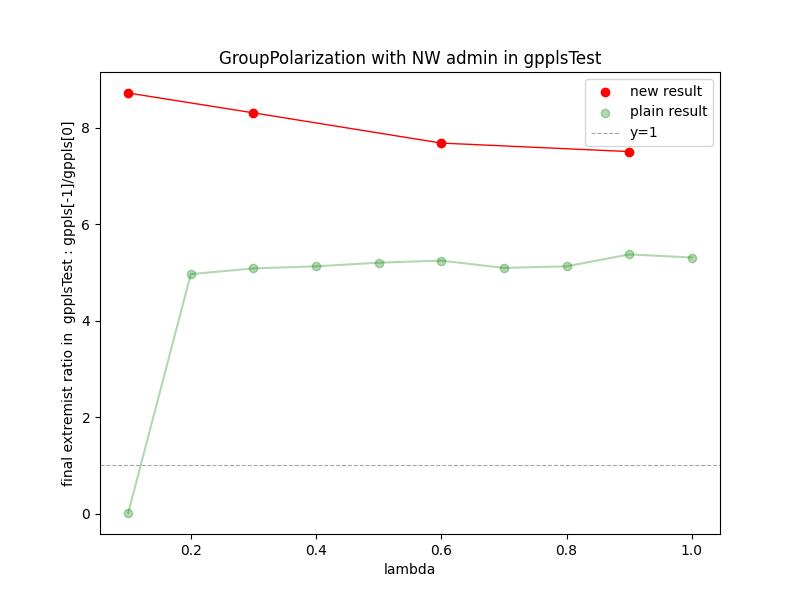 GroupPolarization with NW admin in gpplsTest
new result
plain result
y=1
final extremist ratio in  gpplsTest : gppls[-1]/gppls[0]
8
6
4
2
0
0.2 0.4 0.6 0.8 1.0
lambda